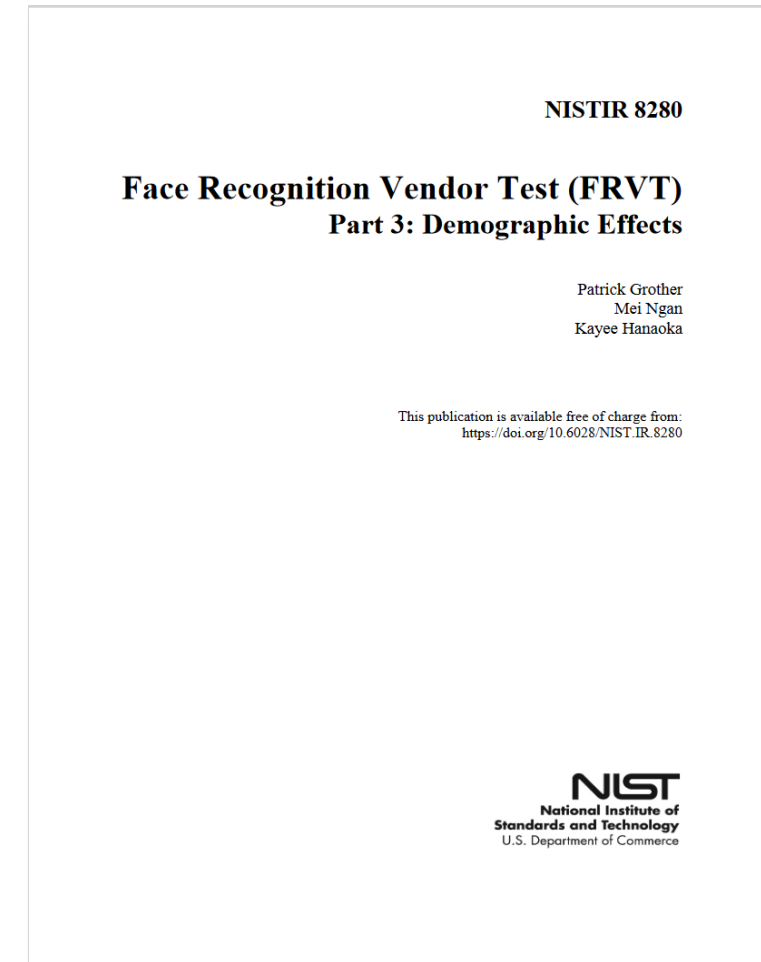 NISTIR 8280
Face Recognition Vendor Test (FRVT)
Part 3: Demographic Effects
Patrick Grother
Mei Ngan
Kayee Hanaoka
This publication is available free of charge from:
https://doi.org/10.6028/NIST.IR.8280
NIST
National Institute of
Standards and Technology
U.S. Department of Commerce